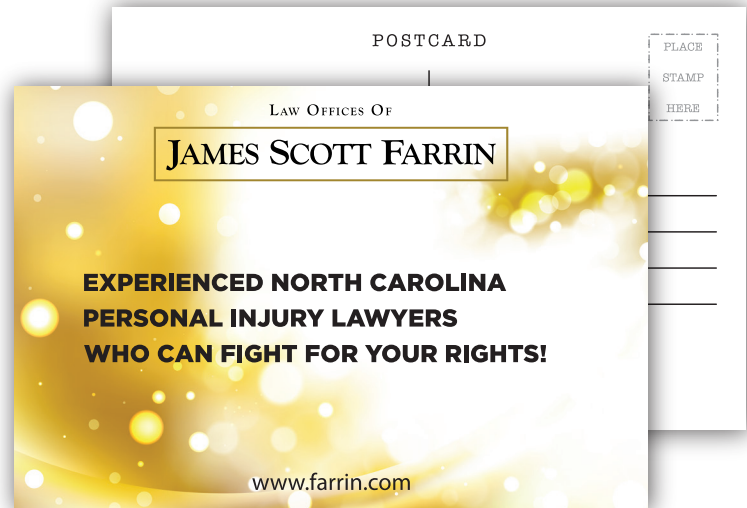 POSTCARD
PLACE
STAMP
HERE
LAW OFFICES OF
JAMES SCOTT FARRIN
EXPERIENCED NORTH CAROLINA
PERSONAL INJURY LAWYERS
WHO CAN FIGHT FOR YOUR RIGHTS!
www.farrin.com